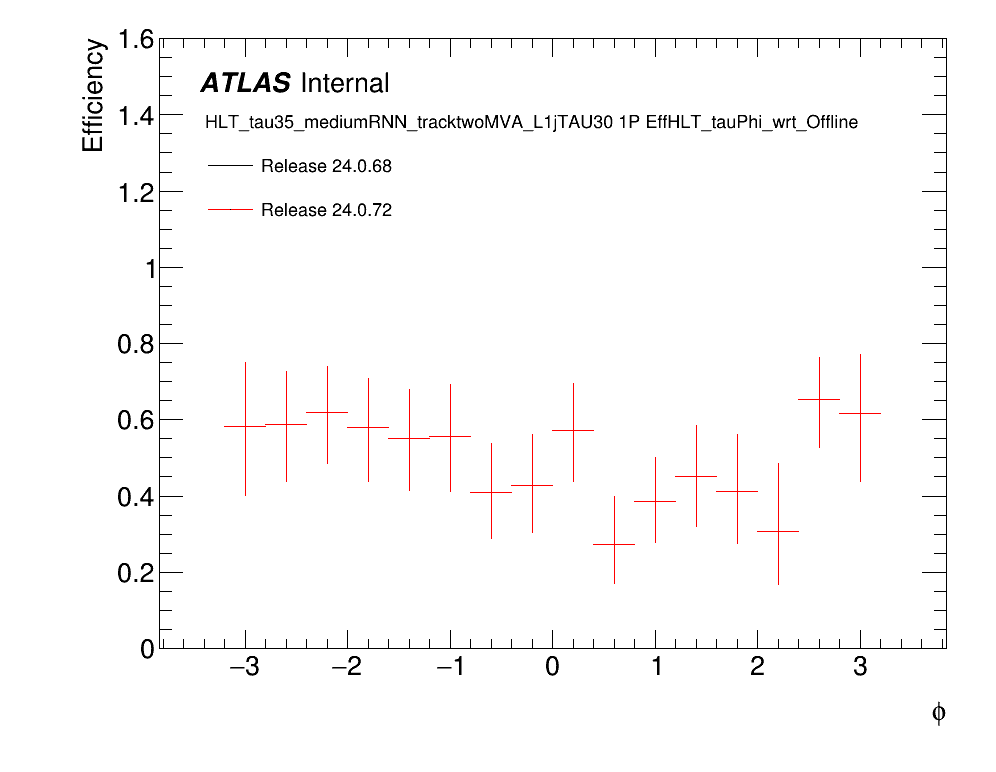 Efficiency
1.6
1.4
1.2
1
0.8
0.6
0.4
0.2
0
ATLAS Internal
HLT_tau35_mediumRNN_tracktwoMVA_L1jTAU30 1P EffHLT_tauPhi_wrt_Offline
Release 24.0.68
Release 24.0.72
−3 −2 −1 0 1 2 3
ϕ